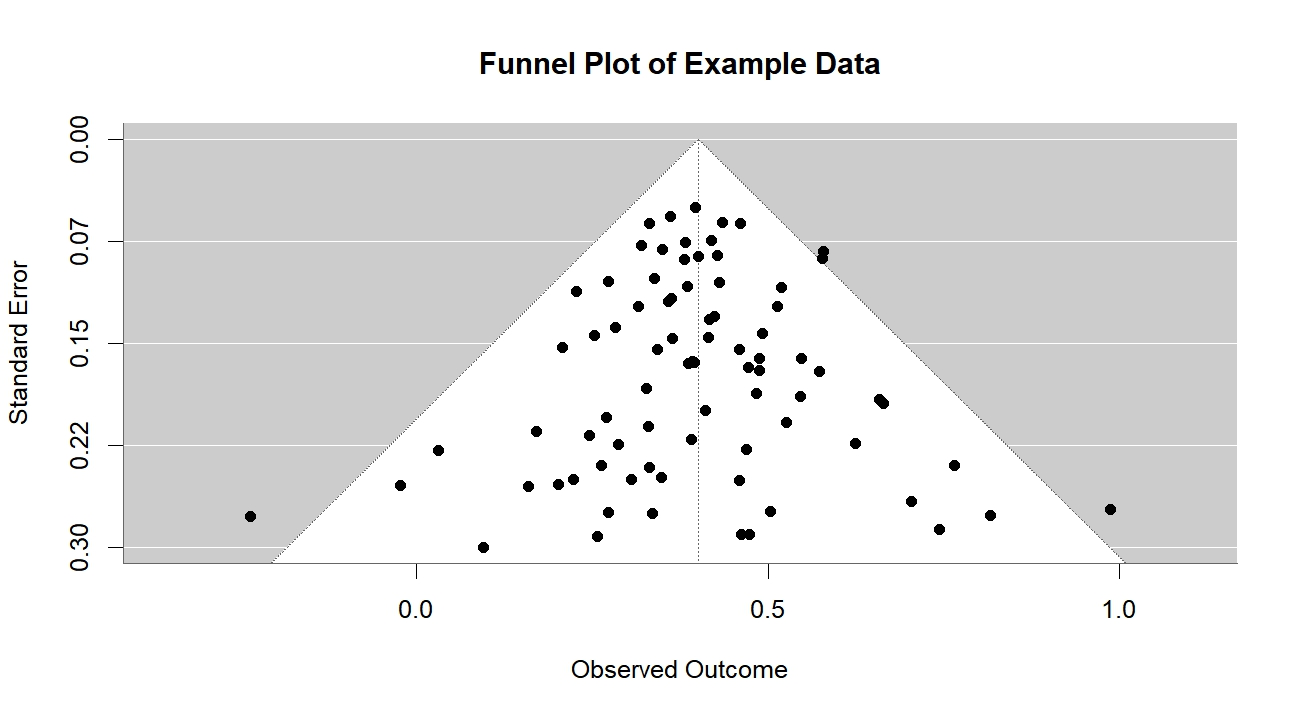 Funnel Plot of Example Data
Standard Error
0.00
0.07
0.15
0.22
0.30
0.0 0.5 1.0
Observed Outcome